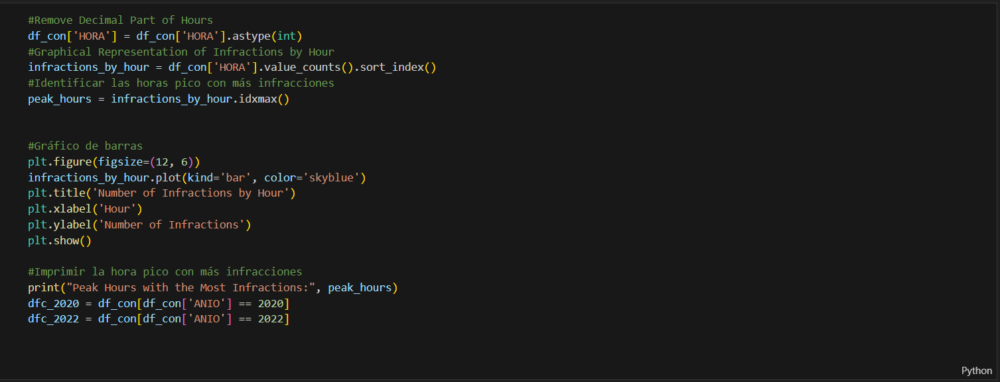 #Remove Decimal Part of Hours
df_con['HORA'] = df_con['HORA'].astype(int)
#Graphical Representation of Infractions by Hour
infractions_by_hour = df_con['HORA'].value_counts().sort_index()
#Identificar las horas pico con más infracciones
peak_hours = infractions_by_hour.idxmax()
#Gráfico de barras
plt.figure(figsize=(12, 6))
infractions_by_hour.plot(kind='bar', color='skyblue')
plt.title('Number of Infractions by Hour')
plt.xlabel('Hour')
plt.ylabel('Number of Infractions')
plt.show()
#Imprimir la hora pico con más infracciones
print("Peak Hours with the Most Infractions:", peak_hours)
dfc_2020 = df_con[df_con['ANIO'] == 2020]
dfc_2022 = df_con[df_con['ANIO'] == 2022]
Python